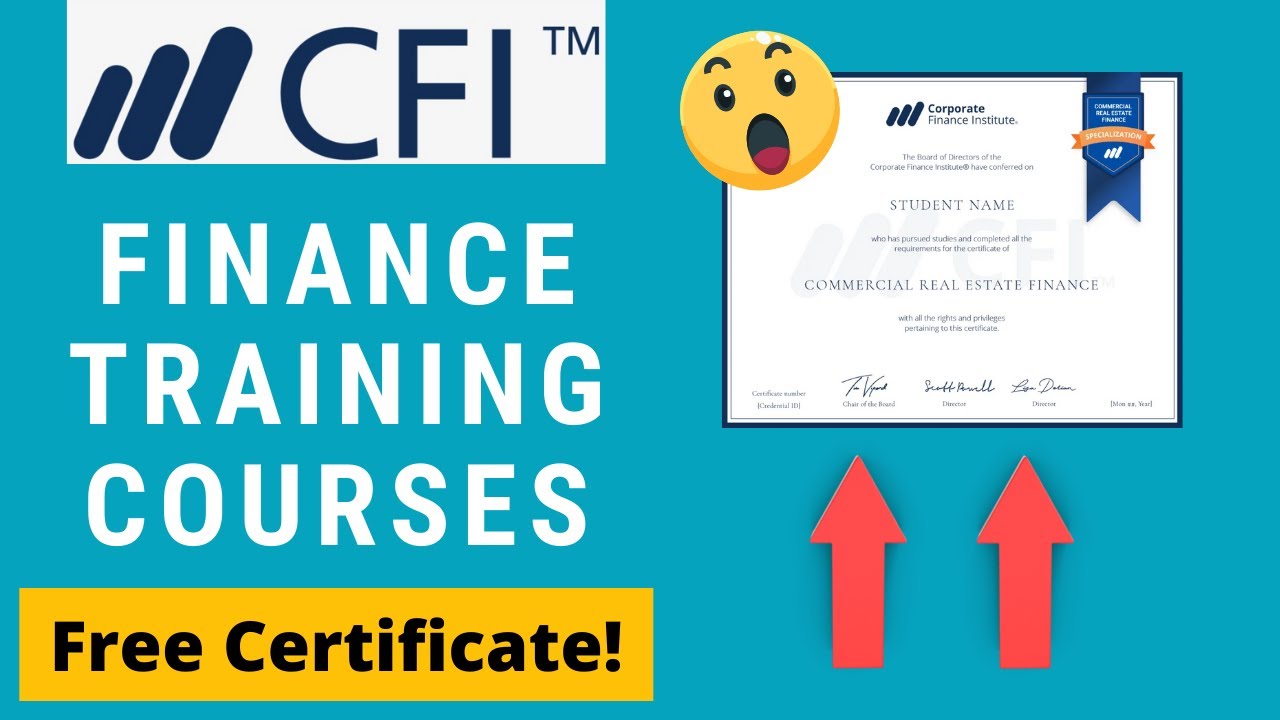 CFI™
FINANCE
TRAINING
COURSES
Free Certificate!
Corporate
Finance Institute®
COMMERCIAL
REAL ESTATE
FINANCE
SPECIALIZATION
The Board of Directors of the
Corporate Finance Institute® have conferred on
STUDENT NAME
who has pursued studies and completed all the
requirements for the certificate of
CFI™
COMMERCIAL REAL ESTATE FINANCE
with all the rights and privileges
pertaining to this certificate.
Scott Powell
Certificate number
[Credential ID]
Chair of the Board
Director
Director
[Mon ##, Year]